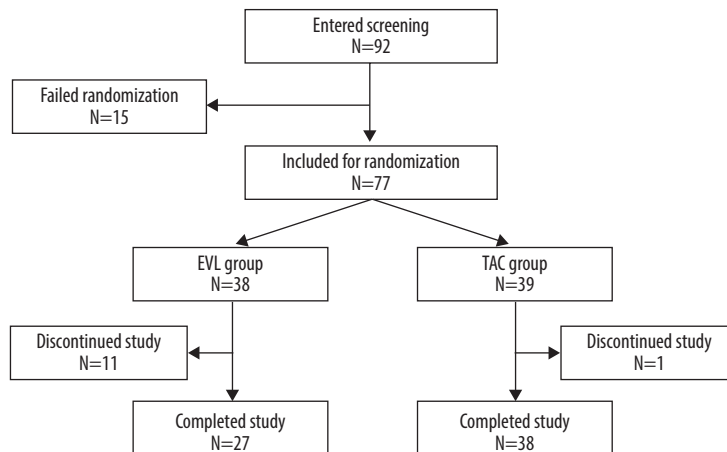 Entered screening
N=92
Failed randomization
N=15
Included for randomization
N=77
EVL group
N=38
TAC group
N=39
Discontinued study
N=11
Discontinued study
N=1
Completed study
N=27
Completed study
N=38